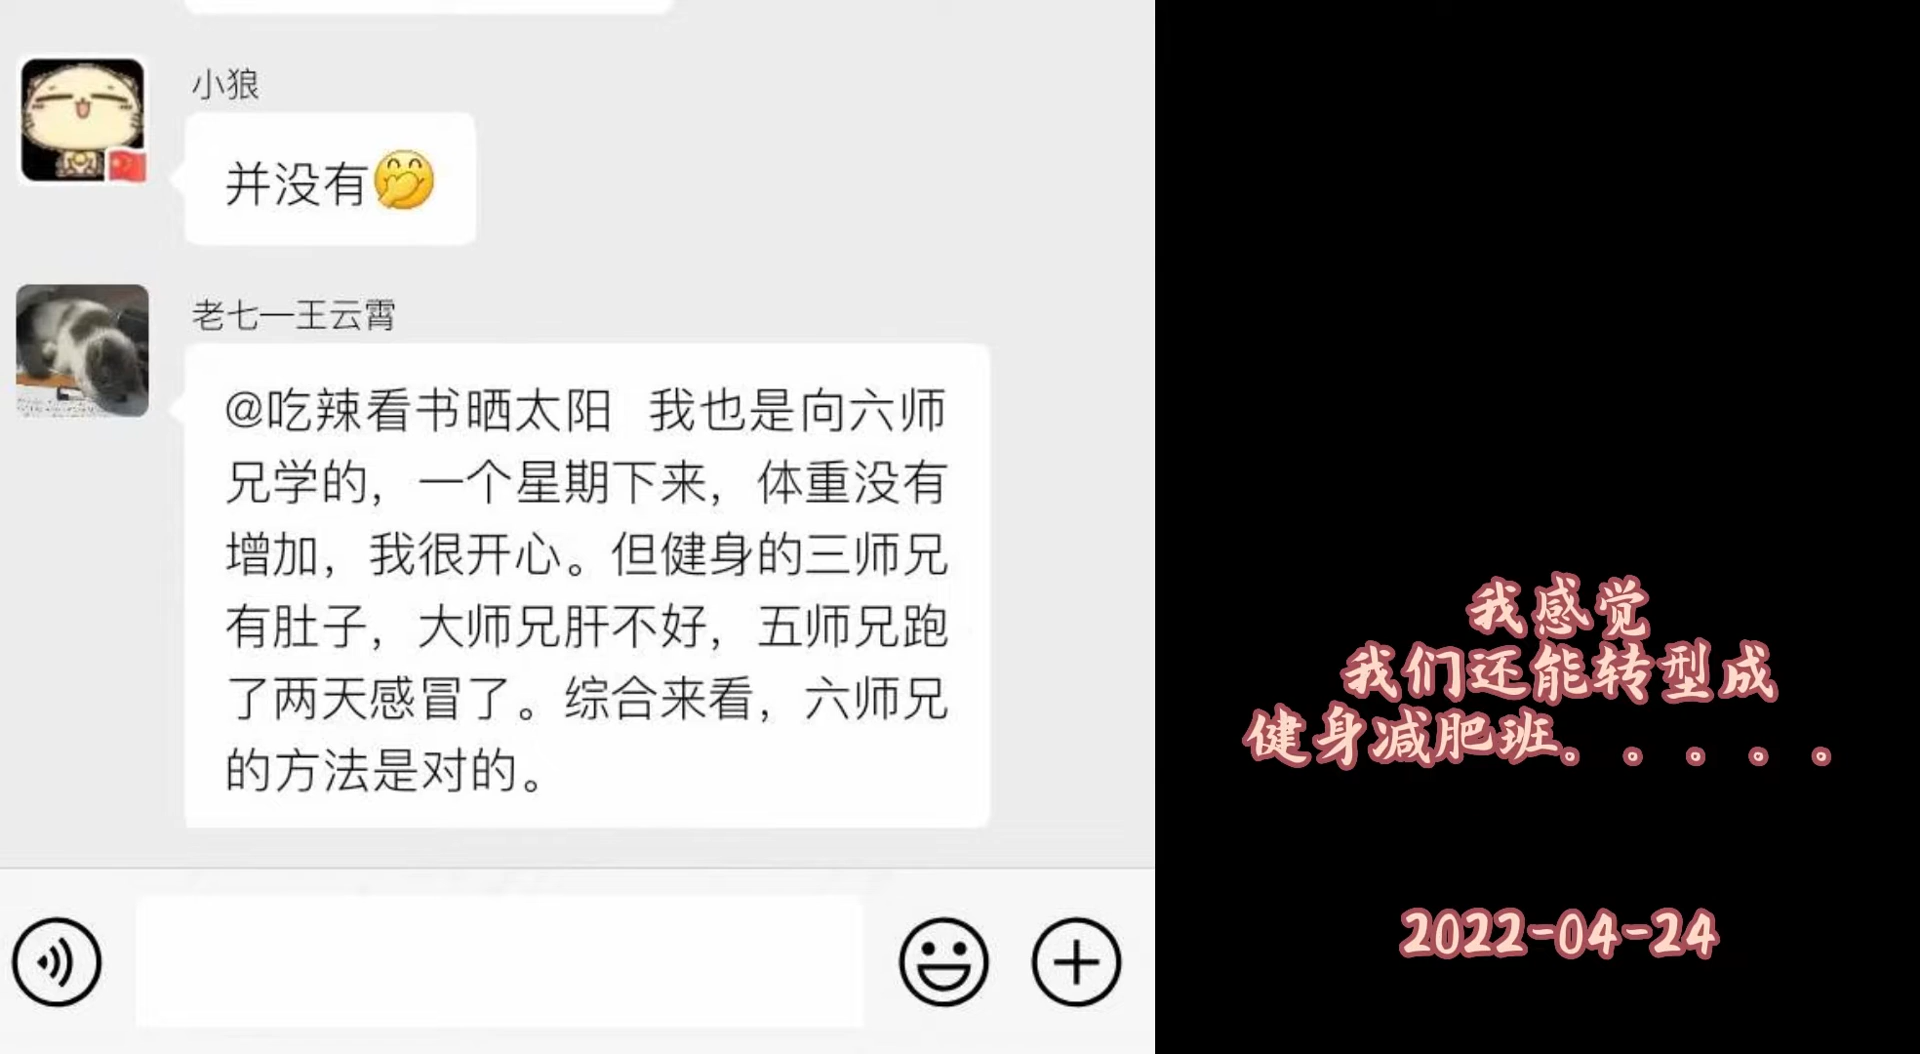 小狼
并没有🤭
老七一王云霄
@吃辣看书晒太阳 我也是向六师
兄学的，一个星期下来，体重没有
增加，我很开心。但健身的三师兄
有肚子，大师兄肝不好，五师兄跑
了两天感冒了。综合来看，六师兄
的方法是对的。
我感觉
我们还能转型成
健身减肥班。。。。。
2022-04-24